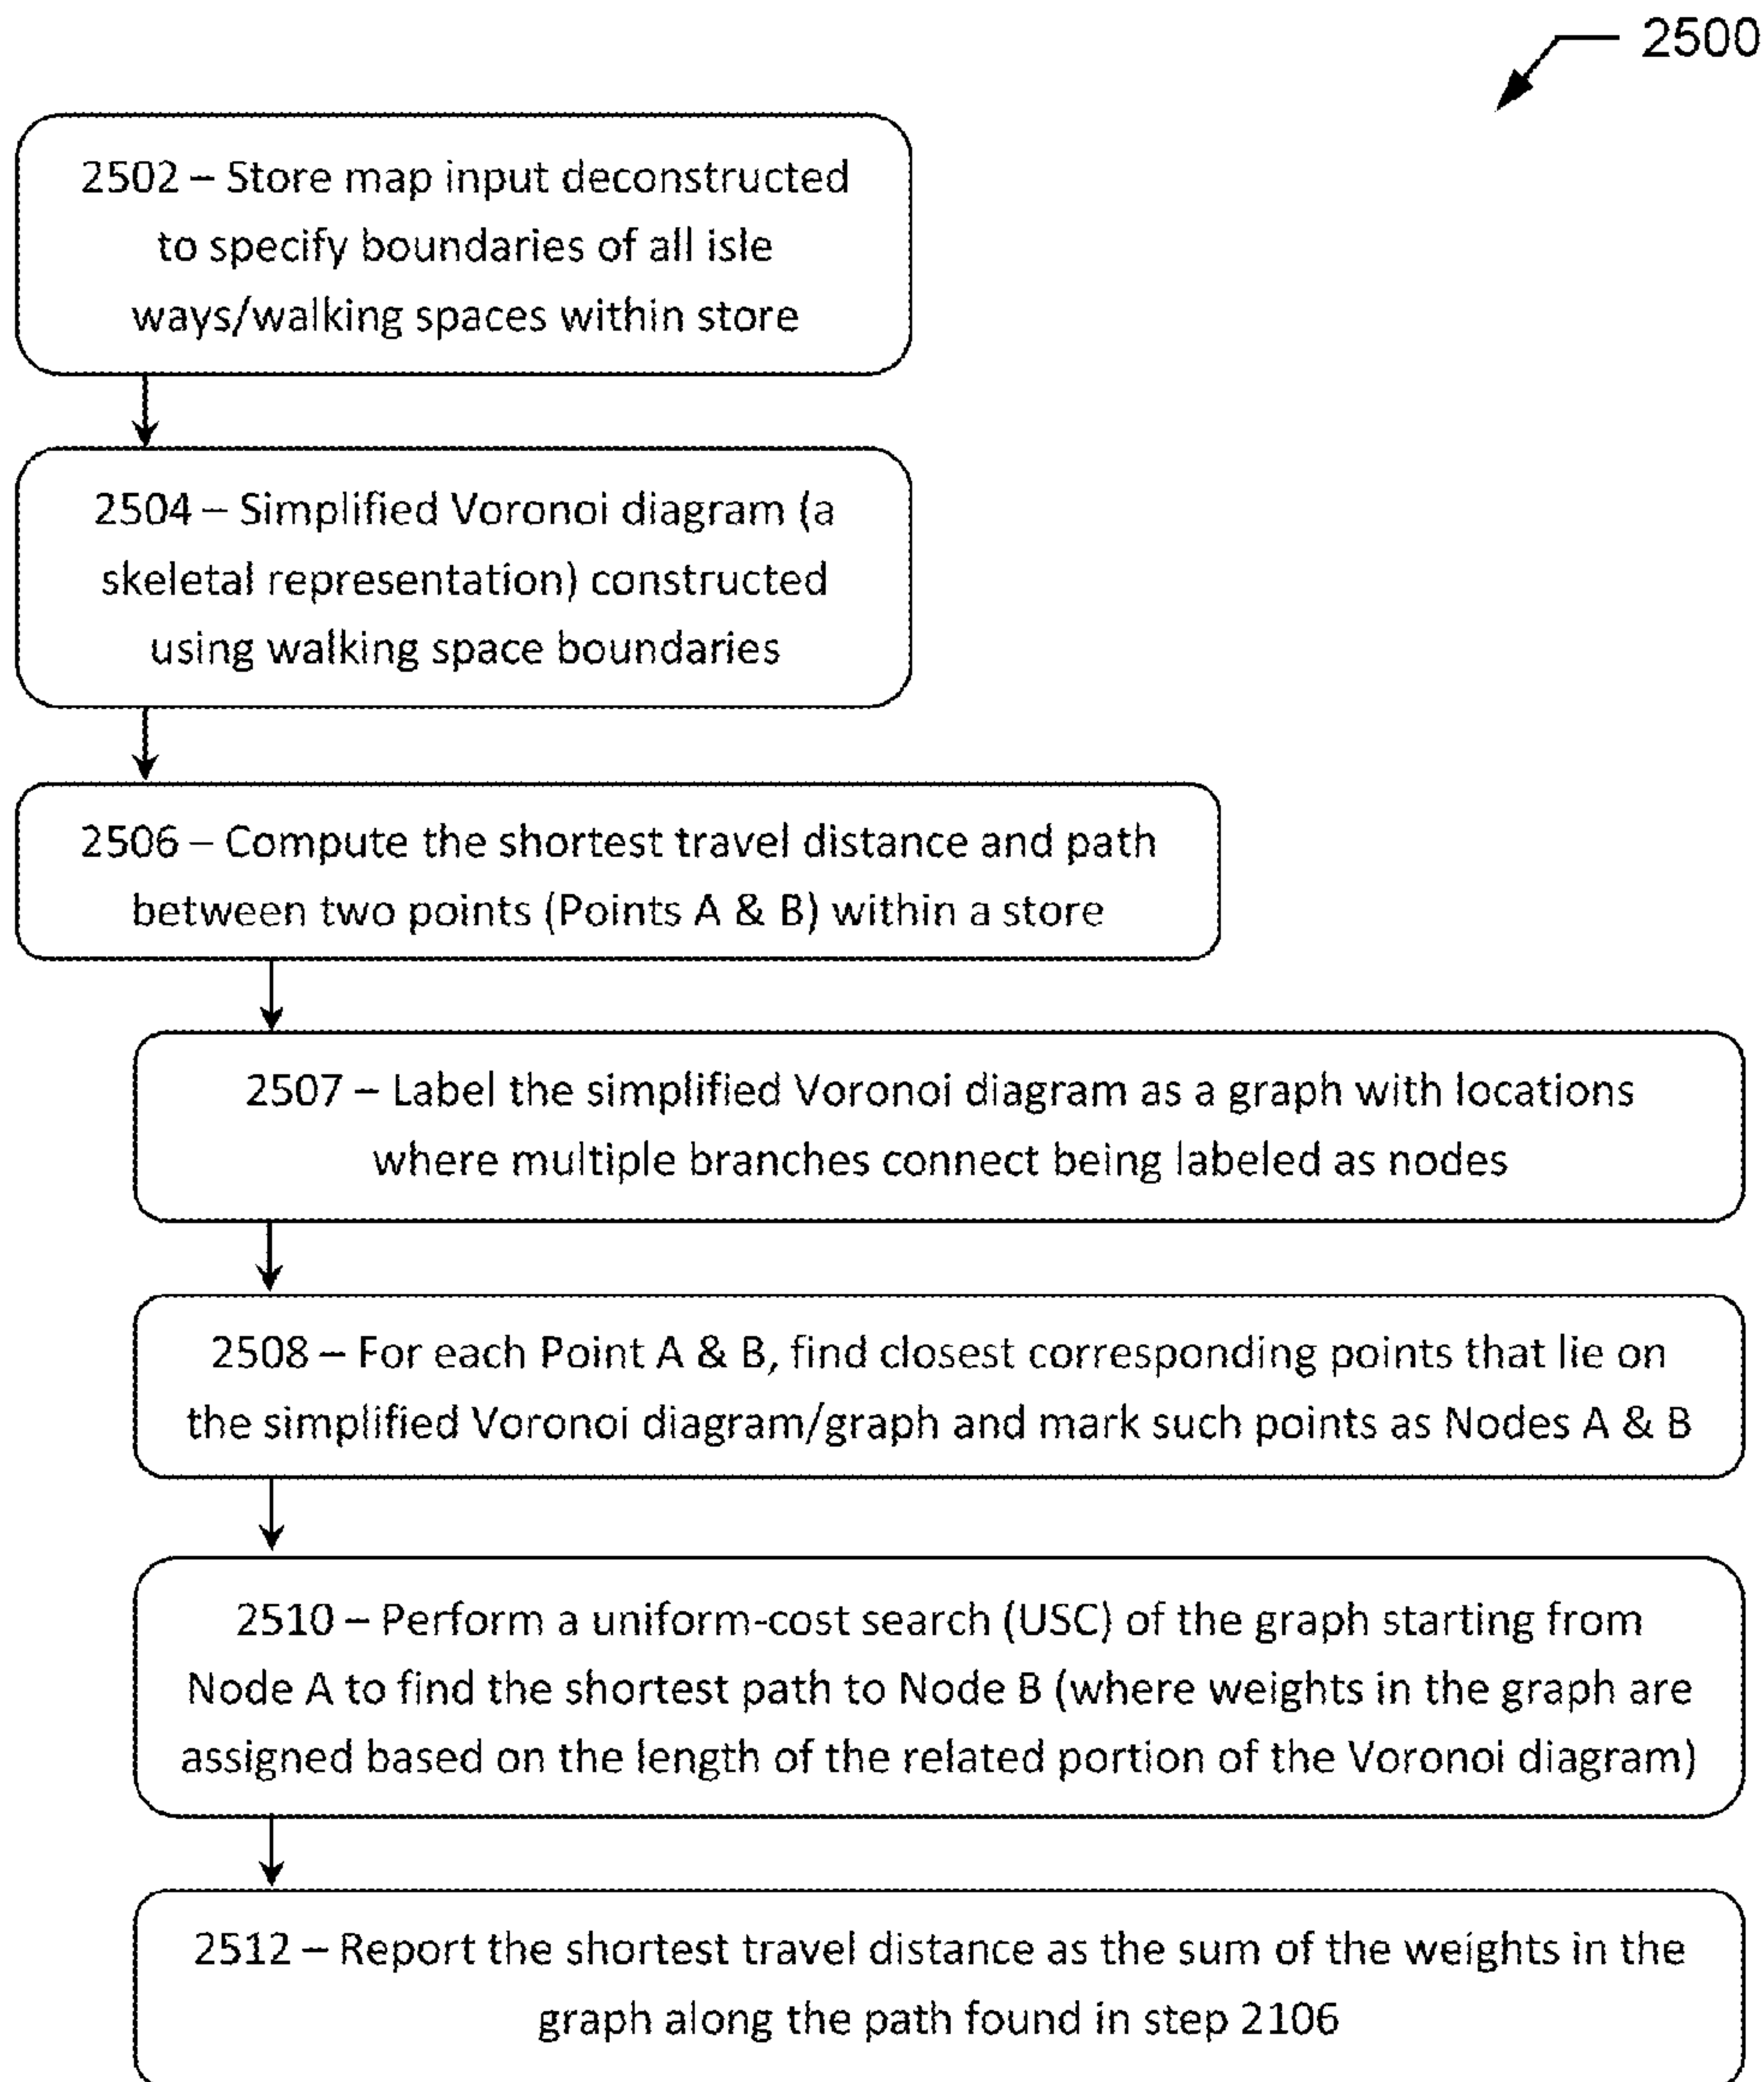 2500
2502 – Store map input deconstructed
to specify boundaries of all isle
ways/walking spaces within store
2504 – Simplified Voronoi diagram (a
skeletal representation) constructed
using walking space boundaries
2506 – Compute the shortest travel distance and path
between two points (Points A & B) within a store
2507 – Label the simplified Voronoi diagram as a graph with locations
where multiple branches connect being labeled as nodes
2508 – For each Point A & B, find closest corresponding points that lie on
the simplified Voronoi diagram/graph and mark such points as Nodes A & B
2510 – Perform a uniform-cost search (USC) of the graph starting from
Node A to find the shortest path to Node B (where weights in the graph are
assigned based on the length of the related portion of the Voronoi diagram)
2512 – Report the shortest travel distance as the sum of the weights in the
graph along the path found in step 2106